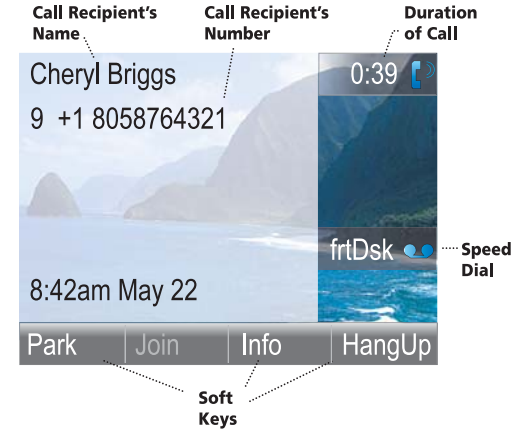 Call Recipient's
Name
Call Recipient's
Number
Duration
of Call
Cheryl Briggs
0:39
9 +1 8058764321
frtDsk
Speed
Dial
8:42am May 22
Park Join Info HangUp
Soft
Keys